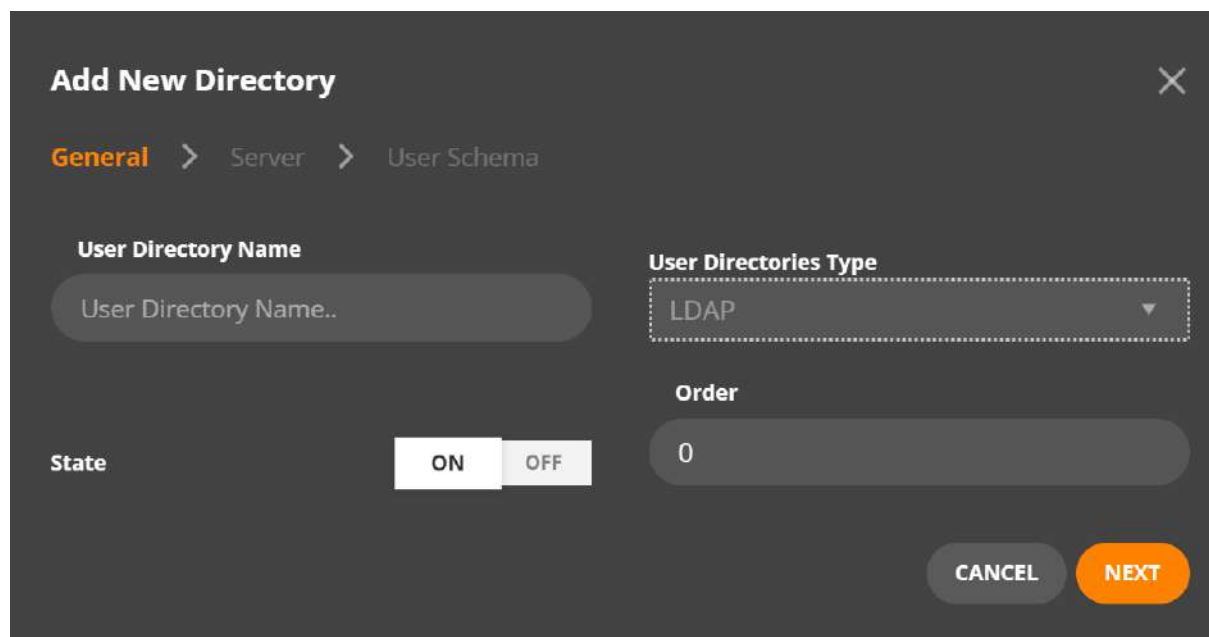 Add New Directory
General > Server > User Schema
User Directory Name
User Directories Type
User Directory Name..
LDAP
Order
State
ON OFF
0
CANCEL NEXT